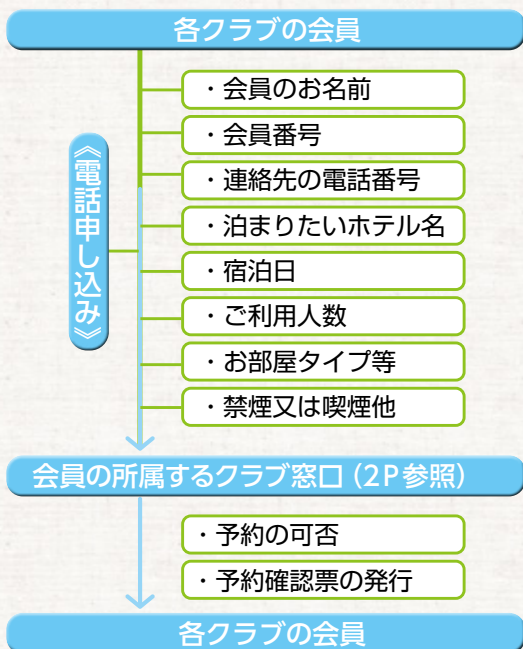 各クラブの会員
・会員のお名前
・会員番号
・連絡先の電話番号
・泊まりたいホテル名
・宿泊日
・ご利用人数
・お部屋タイプ等
・禁煙又は喫煙他
《電話申し込み》
会員の所属するクラブ窓口（2P参照）
・予約の可否
・予約確認票の発行
各クラブの会員